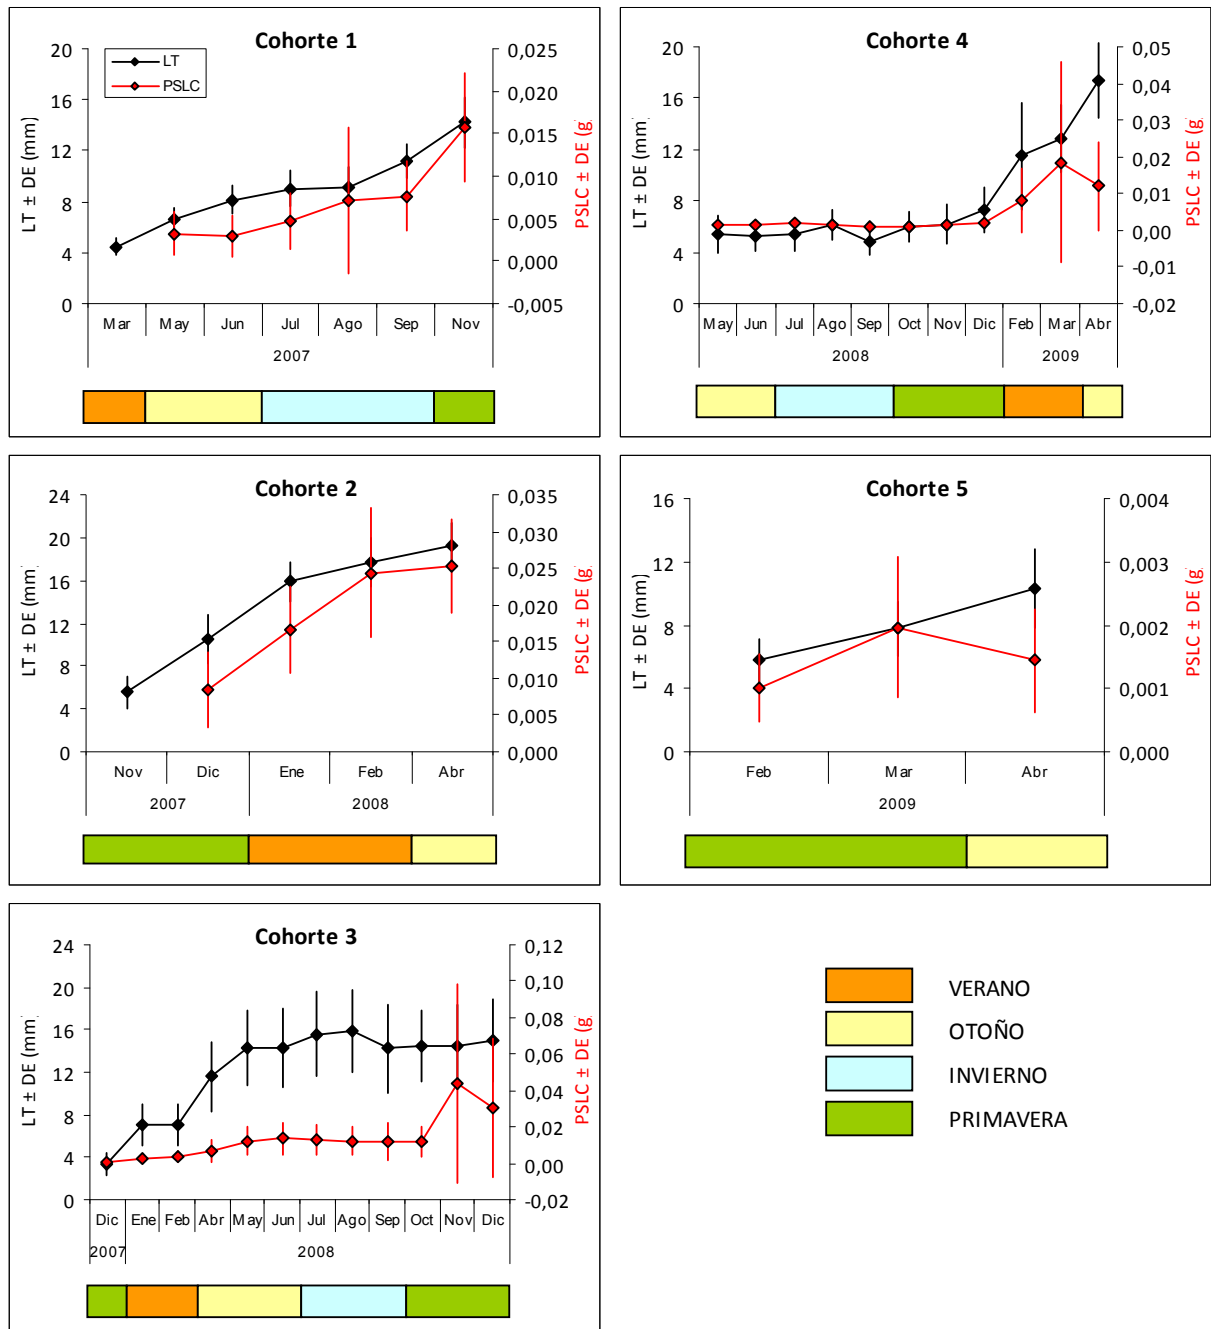 Cohorte 1
LT
PSLC
20
16
12
8
4
0
LT ± DE (mm)
0,025
0,020
0,015
0,010
0,005
0,000
-0,005
PSLC ± DE (g
Mar May Jun Jul Ago Sep Nov
2007
Cohorte 4
20
16
12
8
4
0
LT ± DE (mm)
0,05
0,04
0,03
0,02
0,01
0,00
-0,01
-0,02
PSLC ± DE (g
May Jun Jul Ago Sep Oct Nov Dic Feb Mar Abr
2008 2009
Cohorte 2
24
20
16
12
8
4
0
LT ± DE (mm
0,035
0,030
0,025
0,020
0,015
0,010
0,005
0,000
PSLC ± DE (g
Nov Dic Ene Feb Abr
2007 2008
Cohorte 5
16
12
8
4
0
LT ± DE (mm)
0,004
0,003
0,002
0,001
0,000
PSLC ± DE (g
Feb Mar Abr
2009
Cohorte 3
24
20
16
12
8
4
0
LT ± DE (mm
0,12
0,10
0,08
0,06
0,04
0,02
0,00
-0,02
PSLC ± DE (g
Dic Ene Feb Abr May Jun Jul Ago Sep Oct Nov Dic
2007 2008
VERANO
OTOÑO
INVIERNO
PRIMAVERA